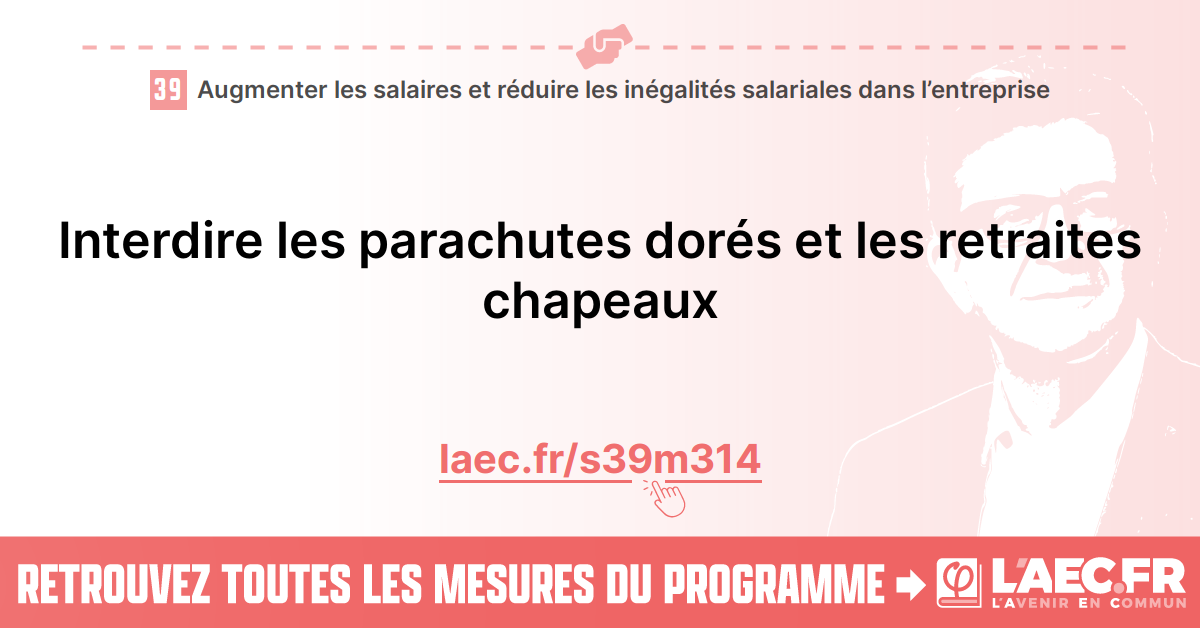 39 Augmenter les salaires et réduire les inégalités salariales dans l’entreprise
Interdire les parachutes dorés et les retraites
chapeaux
laec.fr/s39m314
RETROUVEZ TOUTES LES MESURES DU PROGRAMME
φ L'AEC.FR
L'AVENIR EN COMMUN